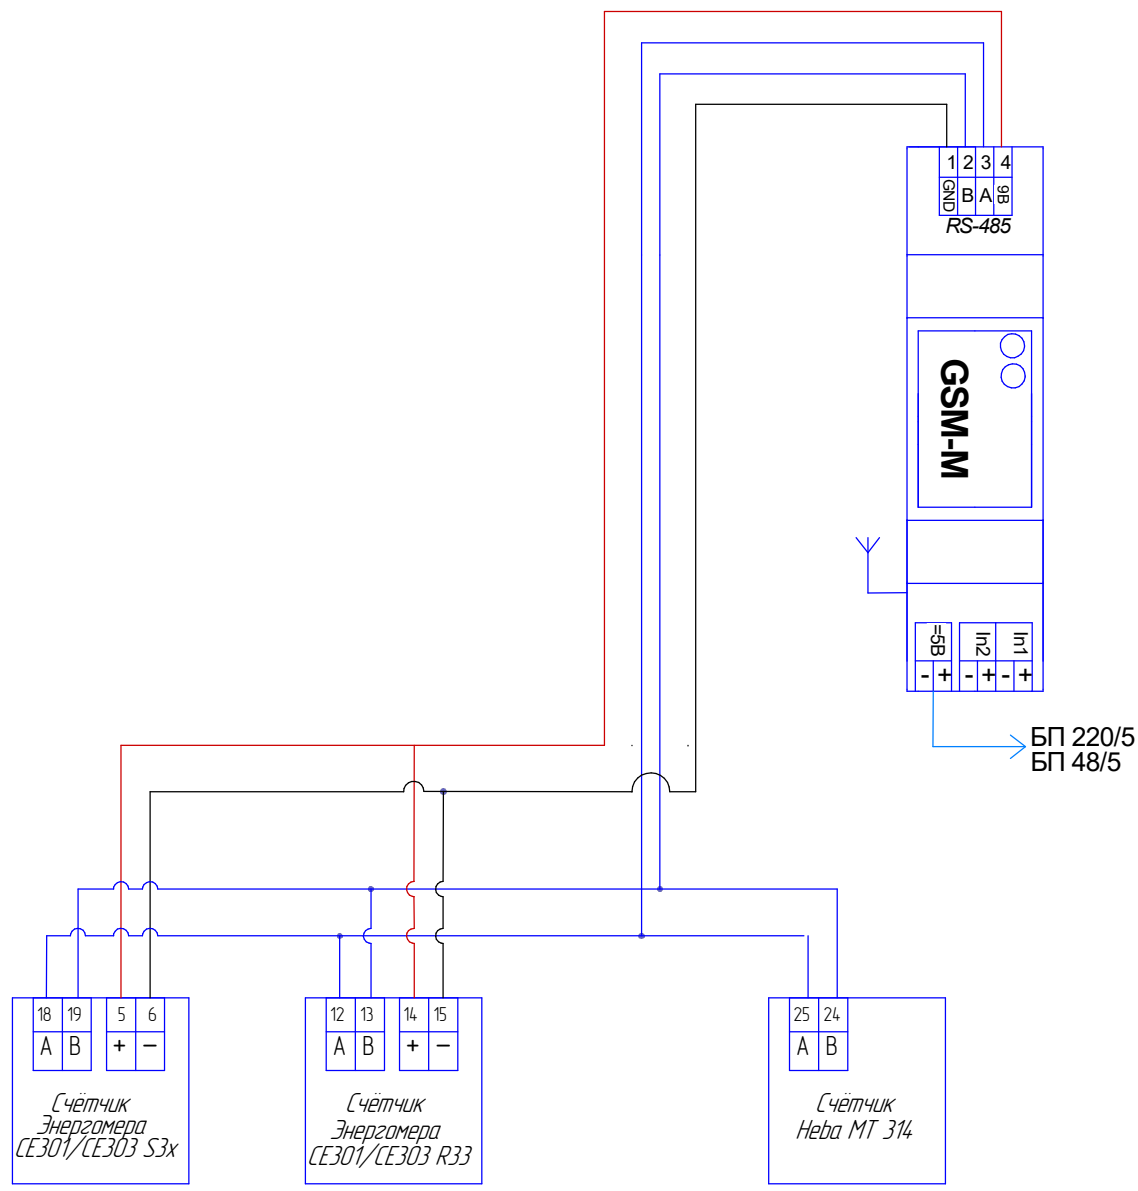 1 2 3 4
GND B A 9В
RS-485
GSM-M
=5В In2 In1
- + - + - +
БП 220/5
БП 48/5
18 19 5 6
А В + −
Счётчик
Энергомера
СЕ301/СЕ303 S3x
12 13 14 15
А В + −
Счётчик
Энергомера
СЕ301/СЕ303 R33
25 24
А В
Счётчик
Нева МТ 314